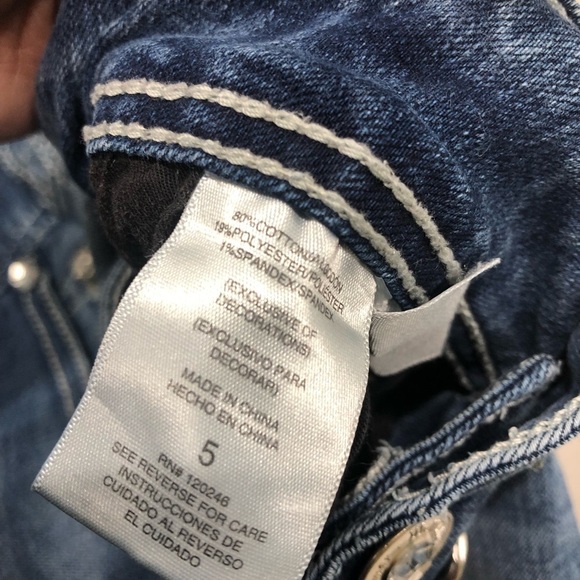 80%COTTON/ALGODON
19%POLYESTER/POLIESTER
1%SPANDEX/SPANDEX
(EXCLUSIVE OF
DECORATIONS)
(EXCLUSIVO PARA
DECORAR)
MADE IN CHINA
HECHO EN CHINA
5
RN# 120246
SEE REVERSE FOR CARE
INSTRUCCIONES DE
CUIDADO AL REVERSO
EL CUIDADO